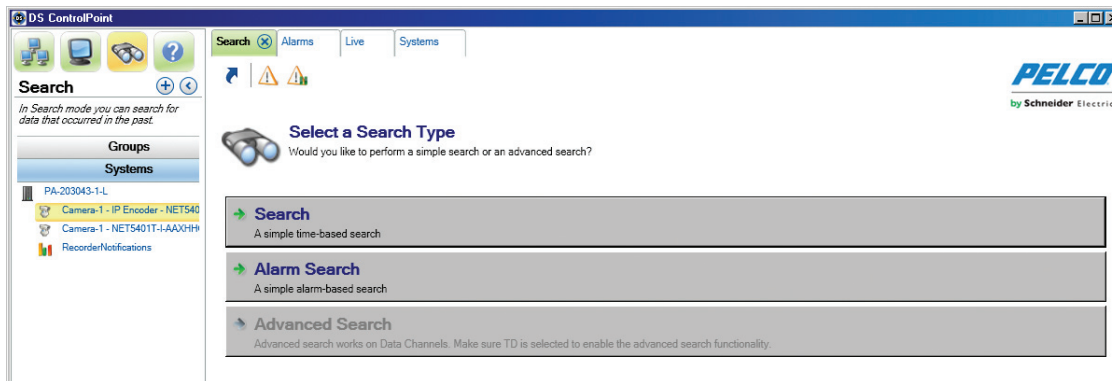 DS ControlPoint
Search
In Search mode you can search for
data that occurred in the past.
Groups
Systems
PA-203043-1-L
Camera-1 - IP Encoder - NET540
Camera-1 - NET5401T-I-AAXHH
RecorderNotifications
Search
Alarms
Live
Systems
PELCO
by Schneider Electric
Select a Search Type
Would you like to perform a simple search or an advanced search?
Search
A simple time-based search
Alarm Search
A simple alarm-based search
Advanced Search
Advanced search works on Data Channels. Make sure TD is selected to enable the advanced search functionality.